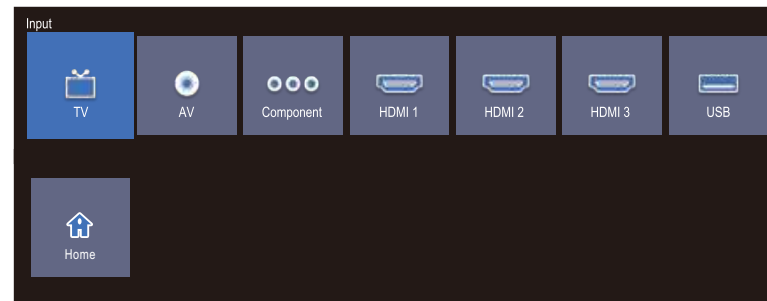 Input
TV
AV
Component
HDMI 1
HDMI 2
HDMI 3
USB
Home